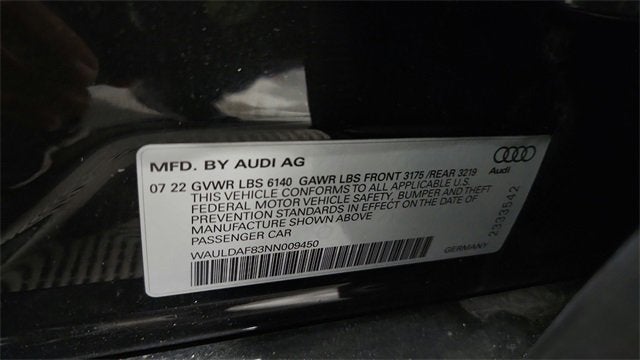 MFD. BY AUDI AG
Audi
07 22 GVWR LBS 6140 GAWR LBS FRONT 3175 /REAR 3219
THIS VEHICLE CONFORMS TO ALL APPLICABLE U.S.
FEDERAL MOTOR VEHICLE SAFETY, BUMPER AND THEFT
PREVENTION STANDARDS IN EFFECT ON THE DATE OF
MANUFACTURE SHOWN ABOVE
PASSENGER CAR
WAULDAF83NN009450
GERMANY
2333542